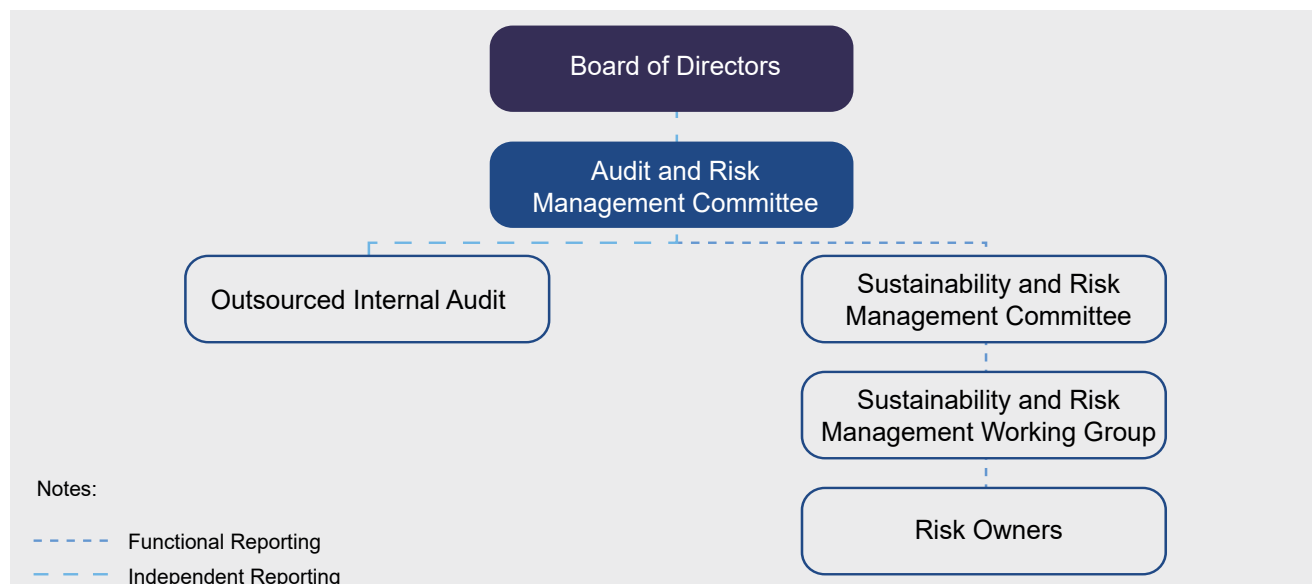 Board of Directors
Audit and Risk
Management Committee
Outsourced Internal Audit
Sustainability and Risk
Management Committee
Sustainability and Risk
Management Working Group
Risk Owners
Notes:
Functional Reporting
Independent Reporting